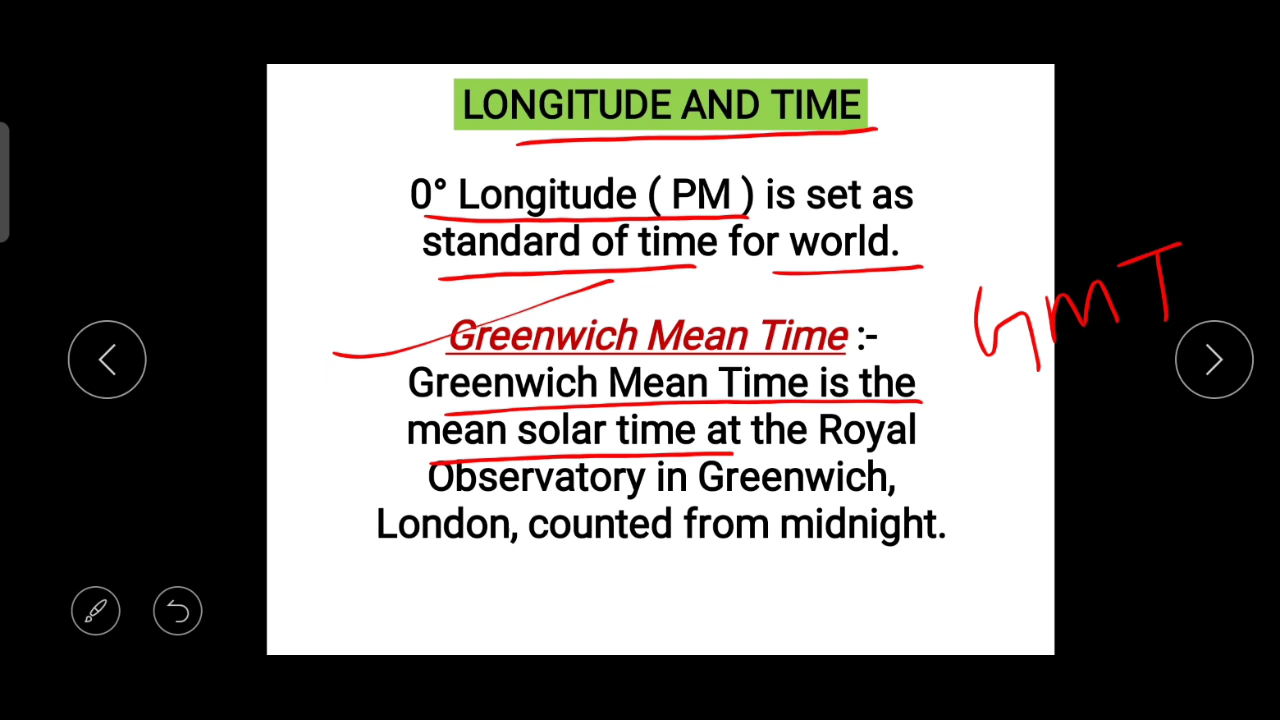 LONGITUDE AND TIME
0° Longitude ( PM ) is set as
standard of time for world.
GMT
Greenwich Mean Time :-
Greenwich Mean Time is the
mean solar time at the Royal
Observatory in Greenwich,
London, counted from midnight.